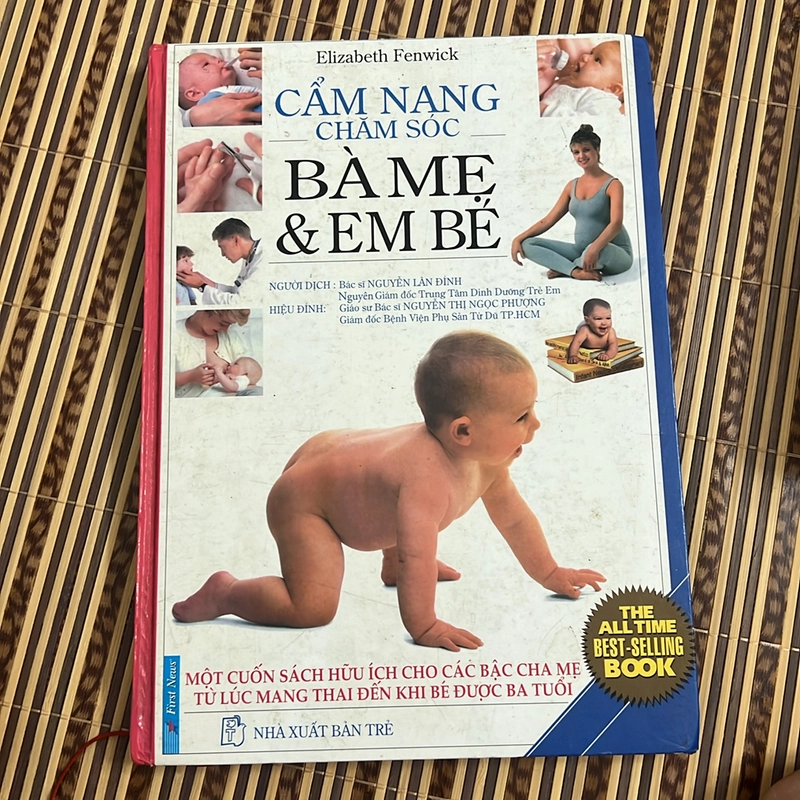 Elizabeth Fenwick
CẨM NANG
CHĂM SÓC
BÀ MẸ
& EM BÉ
NGƯỜI DỊCH : Bác sĩ NGUYỄN LÂN ĐÍNH
Nguyên Giám đốc Trung Tâm Dinh Dưỡng Trẻ Em
HIỆU ĐÍNH: Giáo sư Bác sĩ NGUYỄN THỊ NGỌC PHƯỢNG
Giám đốc Bệnh Viện Phụ Sản Từ Dũ TP.HCM
THE
ALL TIME
BEST-SELLING
BOOK
MỘT CUỐN SÁCH HỮU ÍCH CHO CÁC BẬC CHA MẸ
TỪ LÚC MANG THAI ĐẾN KHI BÉ ĐƯỢC BA TUỔI
First News
NHÀ XUẤT BẢN TRẺ